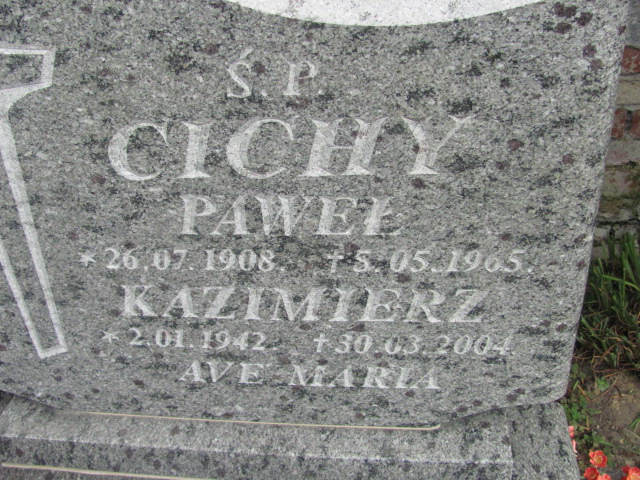 Ś. P.
CICHY
PAWEŁ
* 26.07.1908. † 5.05.1965.
KAZIMIERZ
* 2.01.1942. † 30.03.2004
AVE MARIA